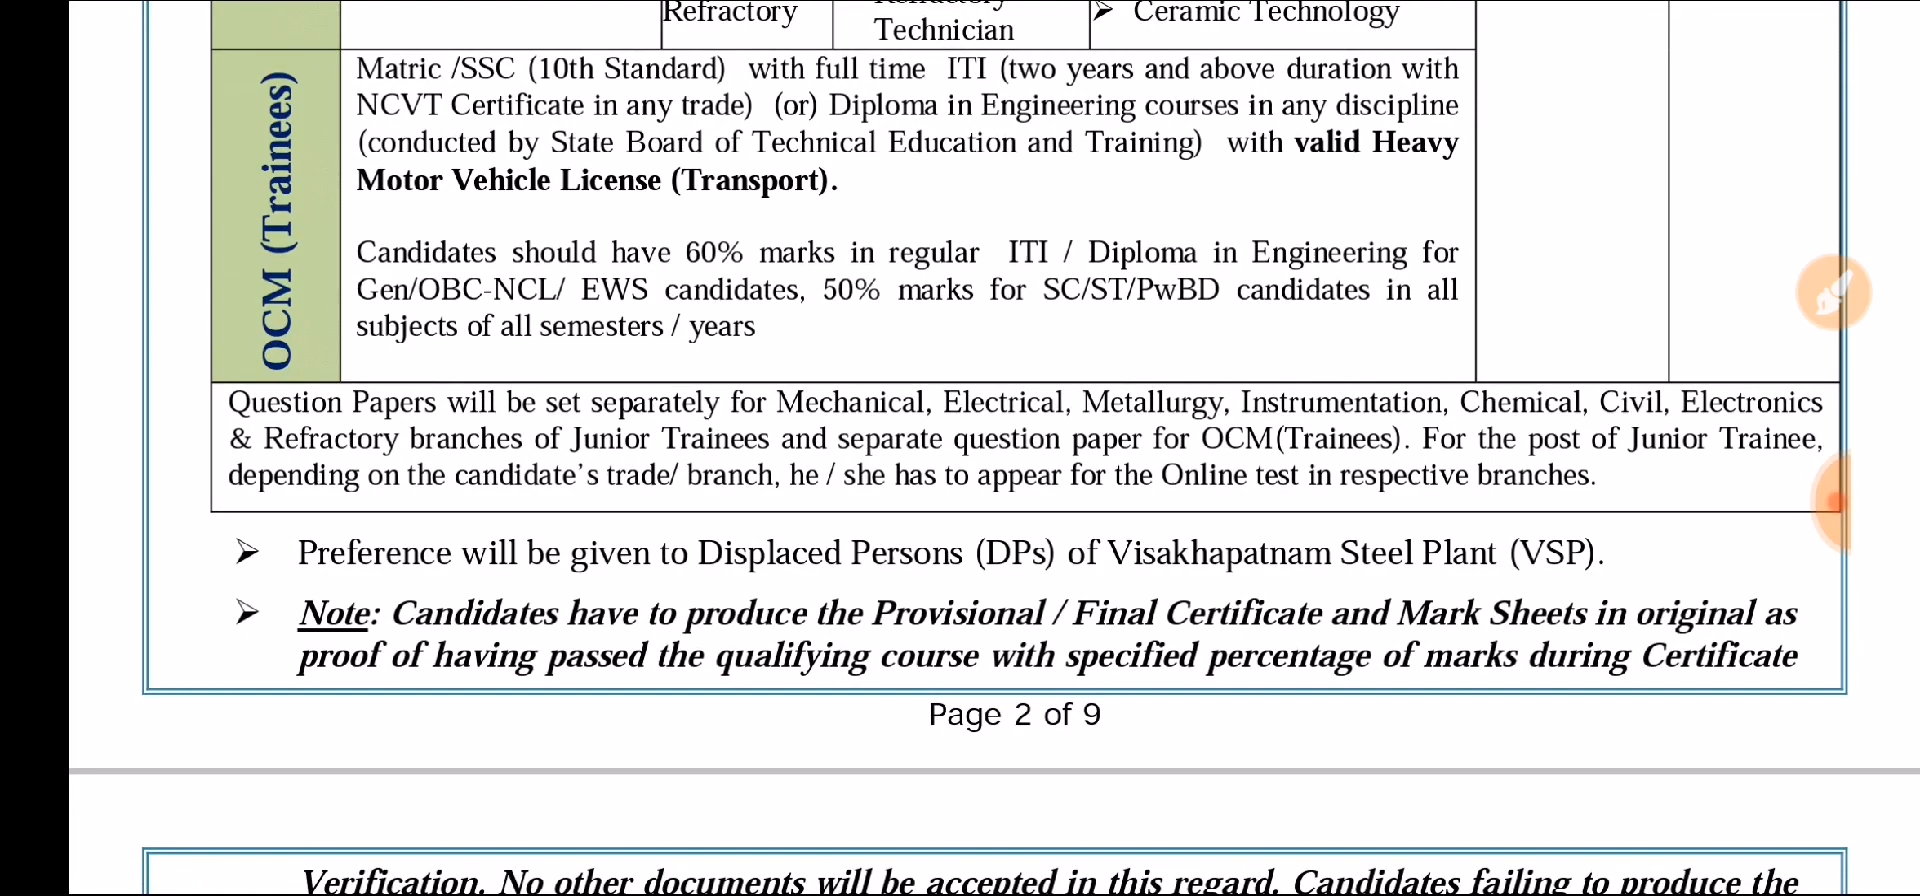 Refractory
Technician
➤ Ceramic Technology
OCM (Trainees)
Matric /SSC (10th Standard) with full time ITI (two years and above duration with
NCVT Certificate in any trade) (or) Diploma in Engineering courses in any discipline
(conducted by State Board of Technical Education and Training) with valid Heavy
Motor Vehicle License (Transport).
Candidates should have 60% marks in regular ITI / Diploma in Engineering for
Gen/OBC-NCL/ EWS candidates, 50% marks for SC/ST/PwBD candidates in all
subjects of all semesters / years
Question Papers will be set separately for Mechanical, Electrical, Metallurgy, Instrumentation, Chemical, Civil, Electronics
& Refractory branches of Junior Trainees and separate question paper for OCM(Trainees). For the post of Junior Trainee,
depending on the candidate's trade/ branch, he / she has to appear for the Online test in respective branches.
➤ Preference will be given to Displaced Persons (DPs) of Visakhapatnam Steel Plant (VSP).
➤ Note: Candidates have to produce the Provisional / Final Certificate and Mark Sheets in original as
proof of having passed the qualifying course with specified percentage of marks during Certificate
Page 2 of 9
Verification. No other documents will be accepted in this regard. Candidates failing to produce the